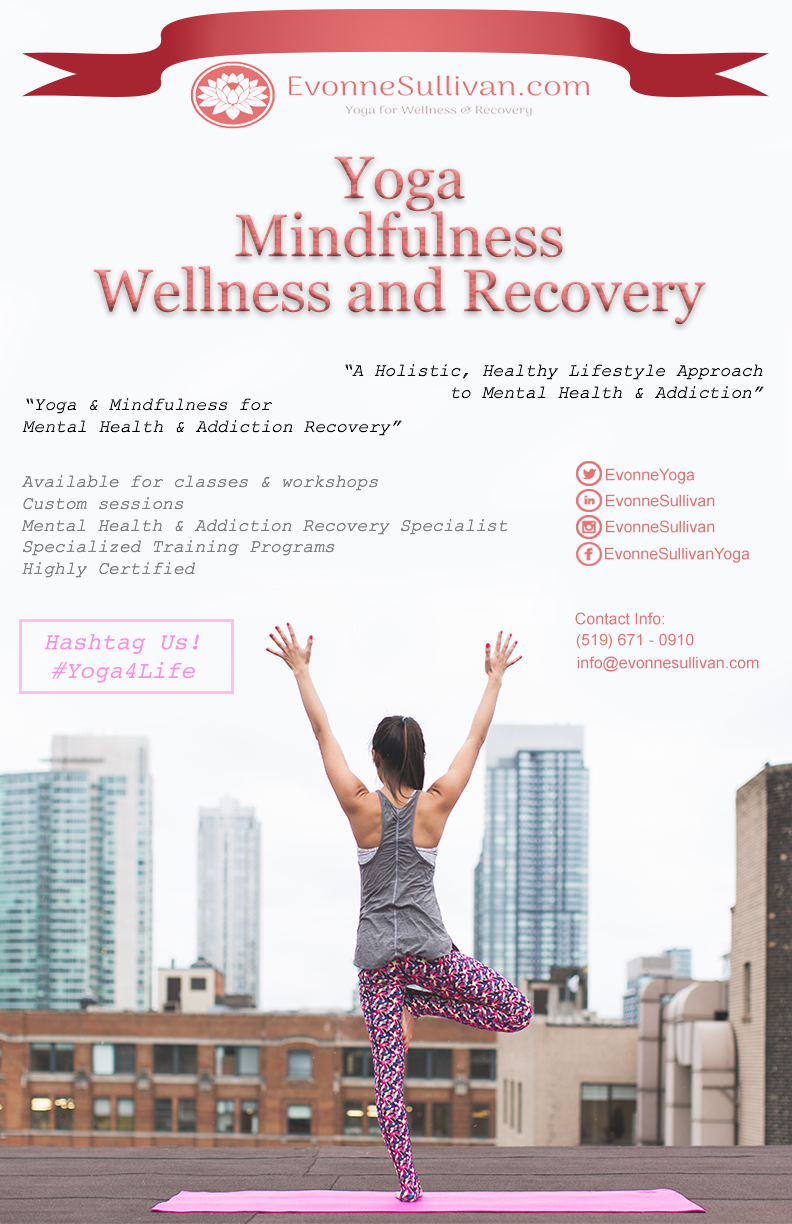 EvonneSullivan.com
Yoga for Wellness & Recovery
Yoga
Mindfulness
Wellness and Recovery
“A Holistic, Healthy Lifestyle Approach
to Mental Health & Addiction”
“Yoga & Mindfulness for
Mental Health & Addiction Recovery”
Available for classes & workshops
Custom sessions
Mental Health & Addiction Recovery Specialist
Specialized Training Programs
Highly Certified
EvonneYoga
EvonneSullivan
EvonneSullivan
EvonneSullivanYoga
Contact Info:
(519) 671 - 0910
info@evonnesullivan.com
Hashtag Us!
#Yoga4Life